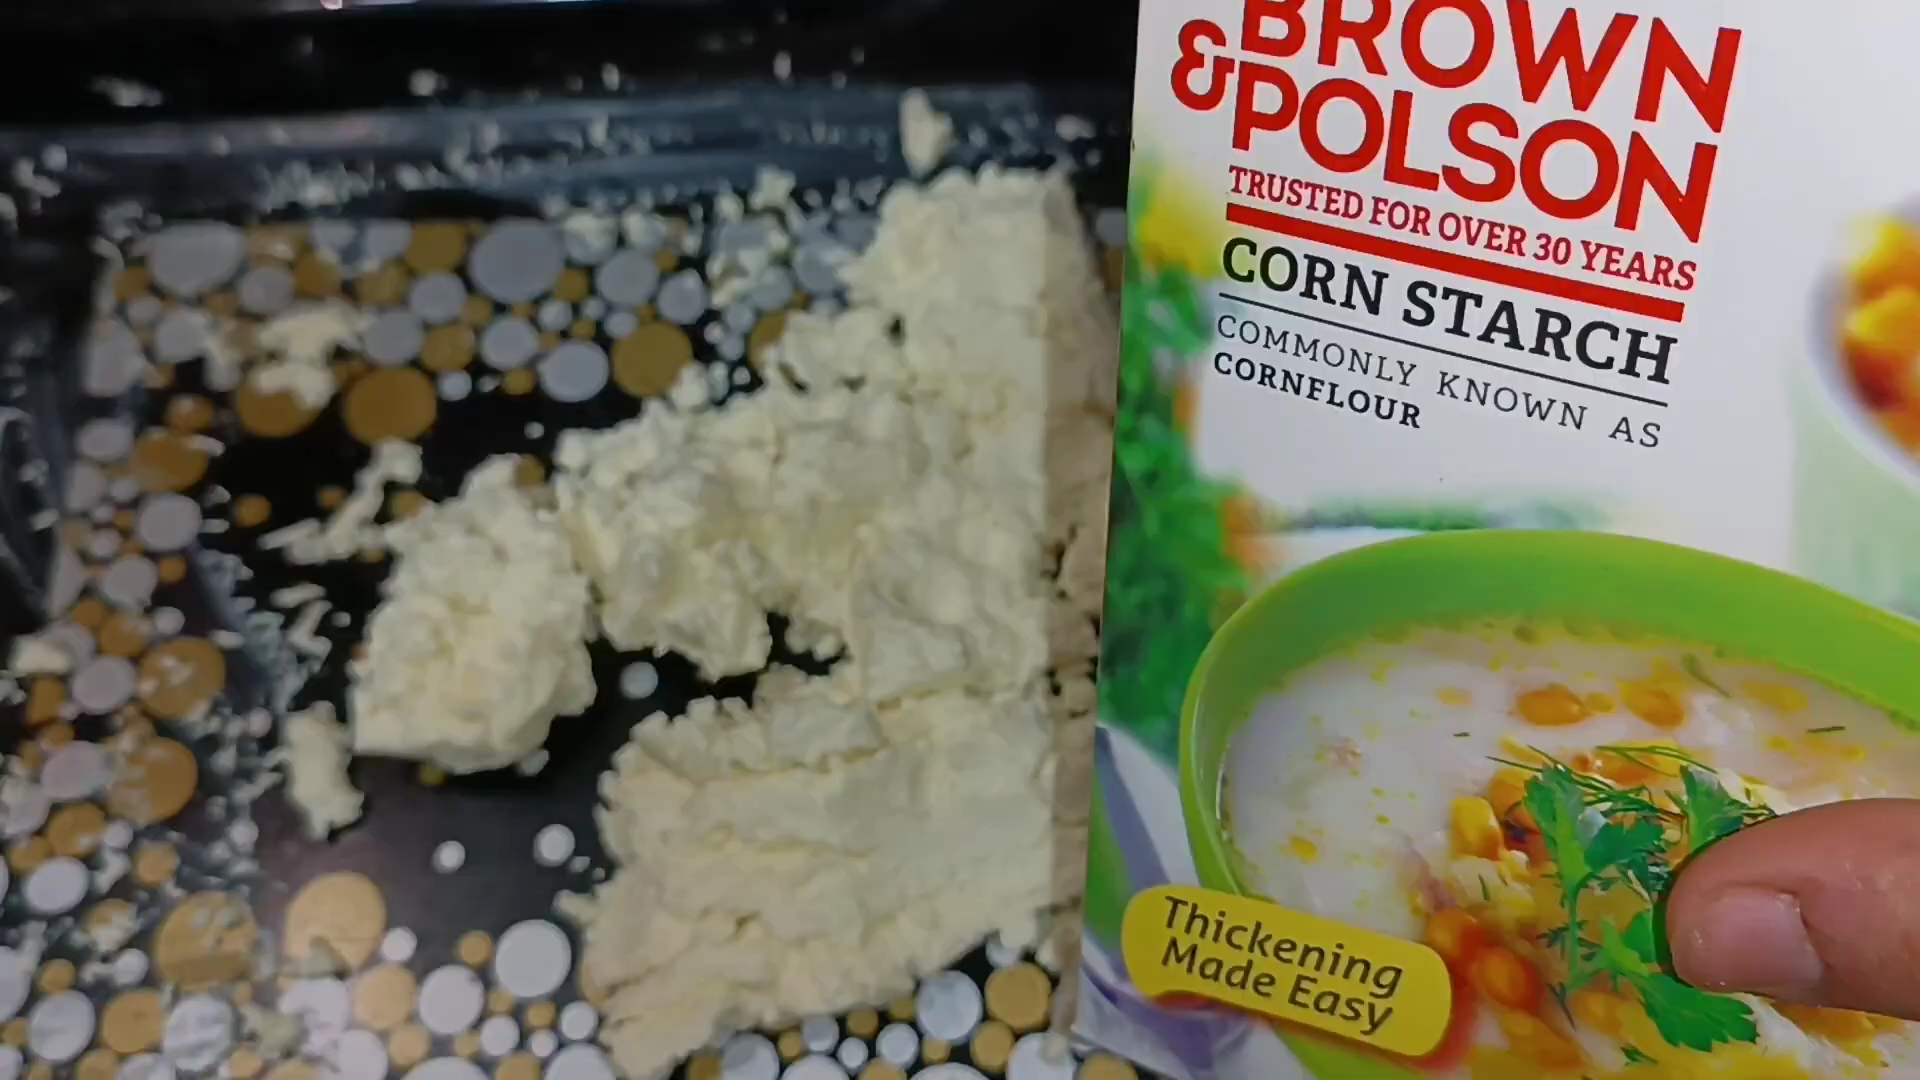 BROWN
& POLSON
TRUSTED FOR OVER 30 YEARS
CORN STARCH
COMMONLY KNOWN AS
CORNFLOUR
Thickening
Made Easy